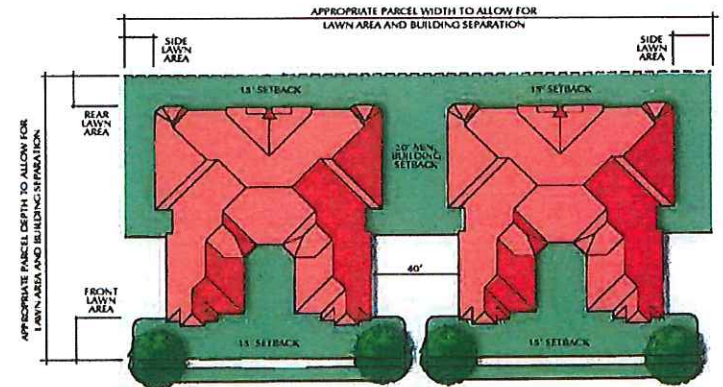 APPROPRIATE PARCEL WIDTH TO ALLOW FOR
LAWN AREA AND BUILDING SEPARATION
SIDE
LAWN
AREA
SIDE
LAWN
AREA
15' SETBACK
15' SETBACK
REAR
LAWN
AREA
20' MIN.
BUILDING
SETBACK
APPROPRIATE PARCEL DEPTH TO ALLOW FOR
LAWN AREA AND BUILDING SEPARATION
40'
FRONT
LAWN
AREA
15' SETBACK
15' SETBACK